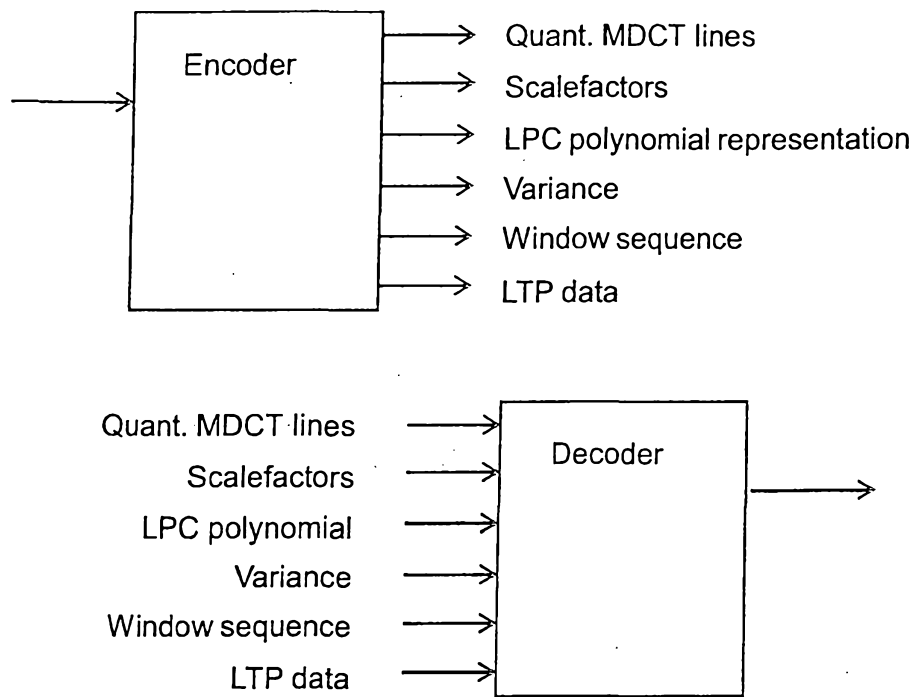 Encoder
Quant. MDCT lines
Scalefactors
LPC polynomial representation
Variance
Window sequence
LTP data
Quant. MDCT lines
Scalefactors
LPC polynomial
Variance
Window sequence
LTP data
Decoder